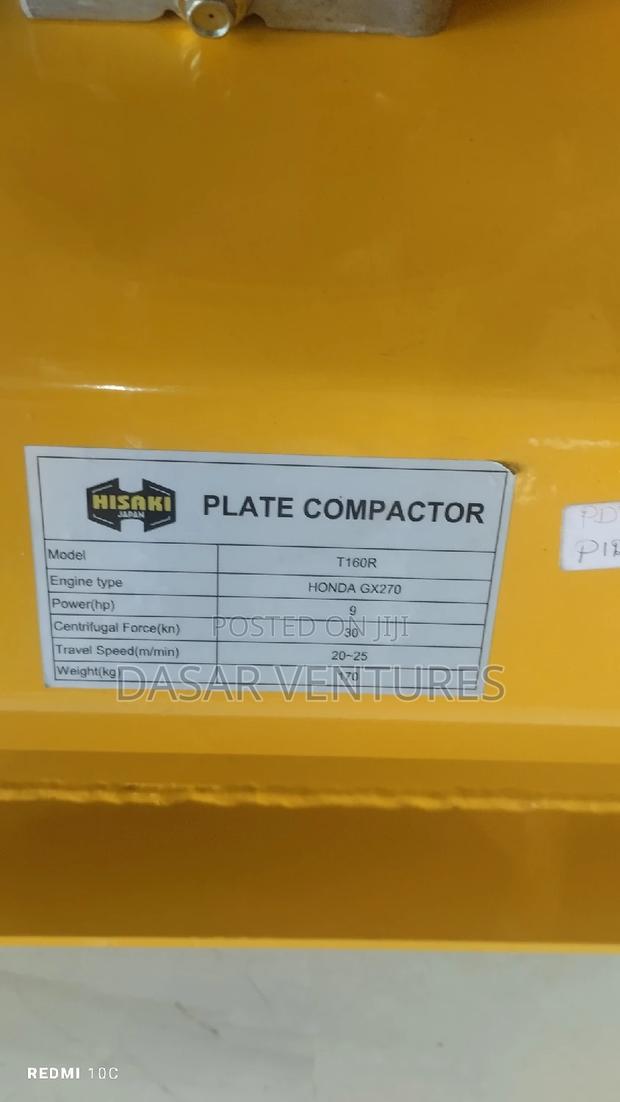 HISAKI
JAPAN
PLATE COMPACTOR
Model T160R
Engine type HONDA GX270
Power(hp) 9
Centrifugal Force(kn) 30
Travel Speed(m/min) 20~25
Weight(kg) 170
POSTED ON JIJI
DASAR VENTURES
REDMI 10C